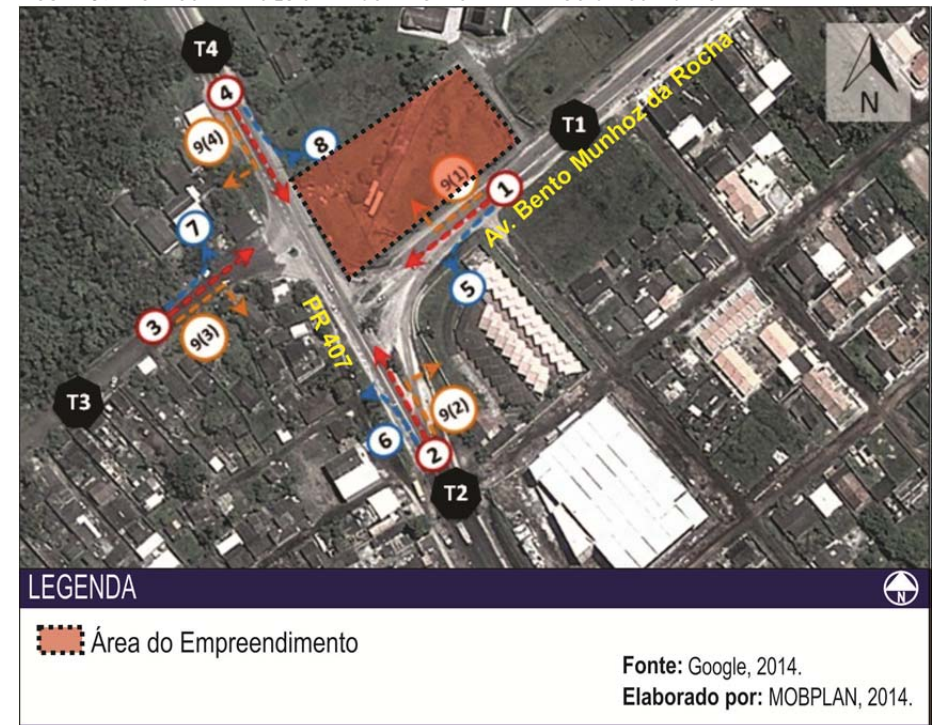 T4
4
9(4)
8
T1
Av. Bento Munhoz da Rocha
N
9(1)
1
7
5
3
9(3)
PR 407
T3
9(2)
6
2
T2
LEGENDA
N
Área do Empreendimento
Fonte: Google, 2014.
Elaborado por: MOBPLAN, 2014.